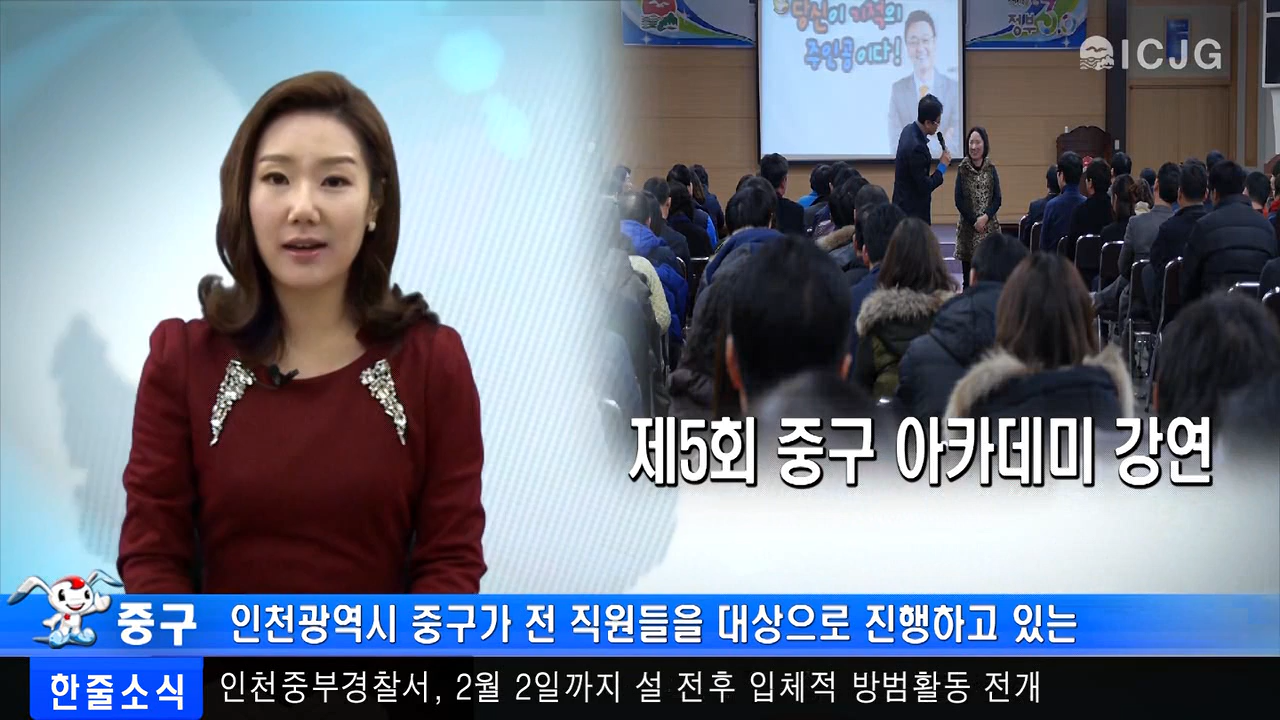 당신이 기적의
주인공이다!
정부3.0
ICJG
제5회 중구 아카데미 강연
중구 인천광역시 중구가 전 직원들을 대상으로 진행하고 있는
한줄소식 인천중부경찰서, 2월 2일까지 설 전후 입체적 방범활동 전개